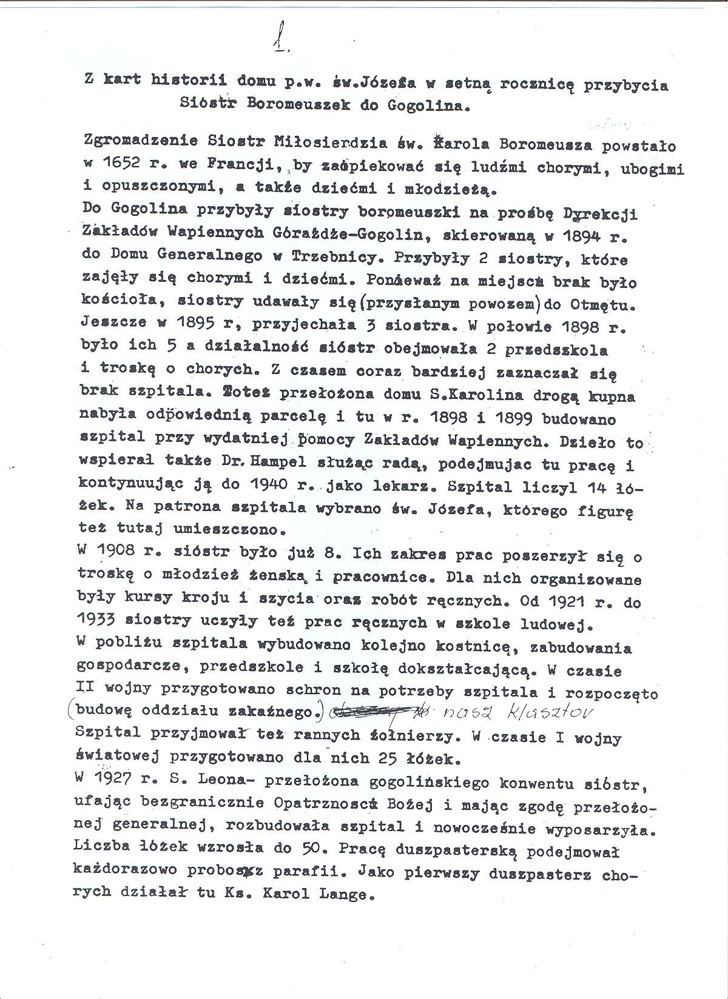 1.
Z kart historii domu p.w. św.Józefa w setną rocznicę przybycia
Sióstr Boromeuszek do Gogolina.
Zgromadzenie Siostr Miłosierdzia św. Karola Boromeusza powstało
w 1652 r. we Francji, by zaopiekować się ludźmi chorymi, ubogimi
i opuszczonymi, a także dziećmi i młodzieżą.
Do Gogolina przybyły siostry boromeuszki na prośbę Dyrekcji
Zakładów Wapiennych Górażdże-Gogolin, skierowaną w 1894 r.
do Domu Generalnego w Trzebnicy. Przybyły 2 siostry, które
zajęły się chorymi i dziećmi. Ponieważ na miejscu brak było
kościoła, siostry udawały się (przysłanym powozem) do Otmętu.
Jeszcze w 1895 r, przyjechała 3 siostra. W połowie 1898 r.
było ich 5 a działalność sióstr obejmowała 2 przedszkola
i troskę o chorych. Z czasem coraz bardziej zaznaczał się
brak szpitala. Toteż przełożona domu S.Karolina drogą kupna
nabyła odpowiednią parcelę i tu w r. 1898 i 1899 budowano
szpital przy wydatniej pomocy Zakładów Wapiennych. Dzieło to
wspierał także Dr. Hampel służąc radą, podejmujac tu pracę i
kontynuując ją do 1940 r. jako lekarz. Szpital liczyl 14 łó-
żek. Na patrona szpitala wybrano św. Józefa, którego figurę
też tutaj umieszczono.
W 1908 r. sióstr było już 8. Ich zakres prac poszerzył się o
troskę o młodzież żenską i pracownice. Dla nich organizowane
były kursy kroju i szycia oraz robót ręcznych. Od 1921 r. do
1933 siostry uczyły też prac ręcznych w szkole ludowej.
W pobliżu szpitala wybudowano kolejno kostnicę, zabudowania
gospodarcze, przedszkole i szkołę dokształcającą. W czasie
II wojny przygotowano schron na potrzeby szpitala i rozpoczęto
(budowę oddziału zakaźnego.) nasz klasztor
Szpital przyjmował też rannych żołnierzy. W czasie I wojny
światowej przygotowano dla nich 25 łóżek.
W 1927 r. S. Leona- przełożona gogolińskiego konwentu sióstr,
ufając bezgranicznie Opatrznosci Bożej i mając zgodę przełożo-
nej generalnej, rozbudowała szpital i nowocześnie wyposarzyła.
Liczba łóżek wzrosła do 50. Pracę duszpasterską podejmował
każdorazowo proboszcz parafii. Jako pierwszy duszpasterz cho-
rych działał tu Ks. Karol Lange.